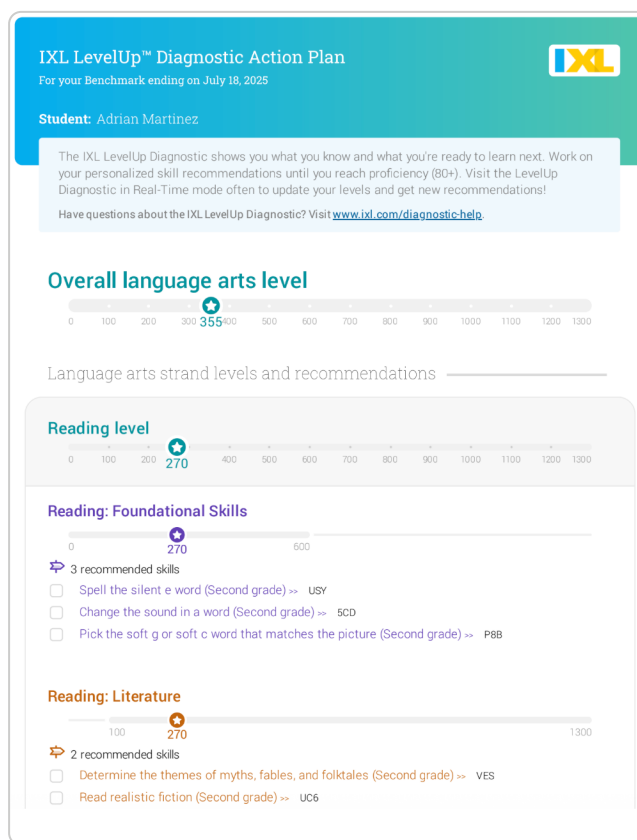 IXL LevelUp™ Diagnostic Action Plan
IXL
For your Benchmark ending on July 18, 2025
Student: Adrian Martinez
The IXL LevelUp Diagnostic shows you what you know and what you're ready to learn next. Work on
your personalized skill recommendations until you reach proficiency (80+). Visit the LevelUp
Diagnostic in Real-Time mode often to update your levels and get new recommendations!
Have questions about the IXL LevelUp Diagnostic? Visit www.ixl.com/diagnostic-help.
Overall language arts level
0 100 200 300 355 400 500 600 700 800 900 1000 1100 1200 1300
Language arts strand levels and recommendations
Reading level
0 100 200 270 400 500 600 700 800 900 1000 1100 1200 1300
Reading: Foundational Skills
0 270 600
3 recommended skills
Spell the silent e word (Second grade) >> USY
Change the sound in a word (Second grade) >> 5CD
Pick the soft g or soft c word that matches the picture (Second grade) >> P8B
Reading: Literature
100 270 1300
2 recommended skills
Determine the themes of myths, fables, and folktales (Second grade) >> VES
Read realistic fiction (Second grade) >> UC6